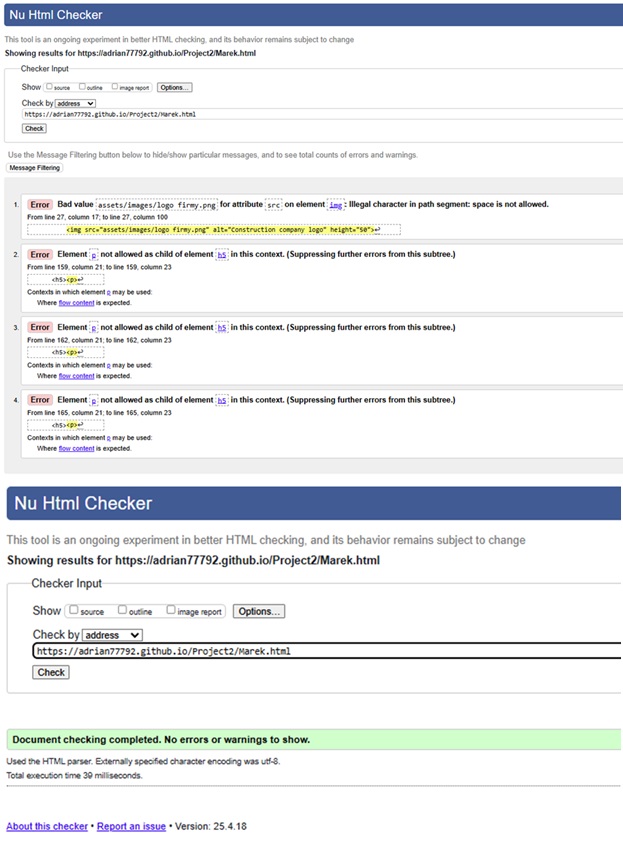 Nu Html Checker
This tool is an ongoing experiment in better HTML checking, and its behavior remains subject to change
Showing results for https://adrian77792.github.io/Project2/Marek.html
Checker Input
Show source outline image report Options...
Check by address
https://adrian77792.github.io/Project2/Marek.html
Check
Use the Message Filtering button below to hide/show particular messages, and to see total counts of errors and warnings.
Message Filtering
1. Error Bad value assets/images/logo firmy.png for attribute src on element img: Illegal character in path segment: space is not allowed.
From line 27, column 17; to line 27, column 100
<img src="assets/images/logo firmy.png" alt="Construction company logo" height="50">↩
2. Error Element p not allowed as child of element h5 in this context. (Suppressing further errors from this subtree.)
From line 159, column 21; to line 159, column 23
<h5><p>↩
Contexts in which element p may be used:
Where flow content is expected.
3. Error Element p not allowed as child of element h5 in this context. (Suppressing further errors from this subtree.)
From line 162, column 21; to line 162, column 23
<h5><p>↩
Contexts in which element p may be used:
Where flow content is expected.
4. Error Element p not allowed as child of element h5 in this context. (Suppressing further errors from this subtree.)
From line 165, column 21; to line 165, column 23
<h5><p>↩
Contexts in which element p may be used:
Where flow content is expected.
Nu Html Checker
This tool is an ongoing experiment in better HTML checking, and its behavior remains subject to change
Showing results for https://adrian77792.github.io/Project2/Marek.html
Checker Input
Show source outline image report Options...
Check by address
https://adrian77792.github.io/Project2/Marek.html
Check
Document checking completed. No errors or warnings to show.
Used the HTML parser. Externally specified character encoding was utf-8.
Total execution time 39 milliseconds.
About this checker • Report an issue • Version: 25.4.18